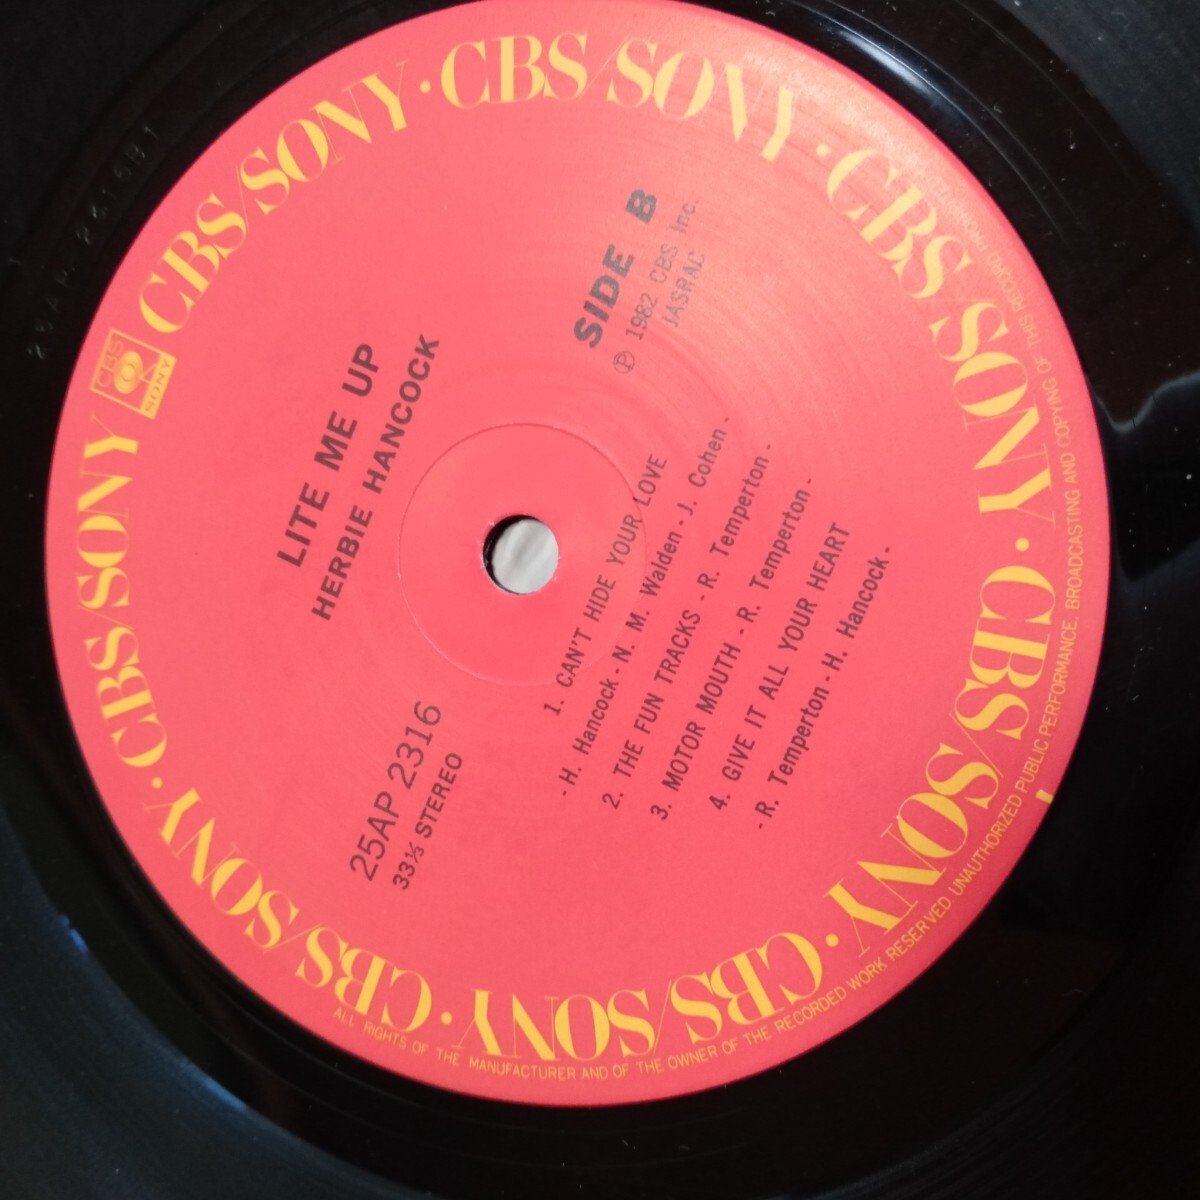 LITE ME UP
HERBIE HANCOCK
SIDE B
Ⓟ 1982 CBS Inc.
JASRAC
25AP 2316
33⅓ STEREO
1. CAN'T HIDE YOUR LOVE
- H. Hancock - N. M. Walden - J. Cohen -
2. THE FUN TRACKS - R. Temperton -
3. MOTOR MOUTH - R. Temperton -
4. GIVE IT ALL YOUR HEART
- R. Temperton - H. Hancock -
CBS
SONY
CBS/SONY · CBS/SONY · CBS/SONY · CBS/SONY · CBS/SONY · CBS/SONY · CBS/SONY
ALL RIGHTS OF THE MANUFACTURER AND OF THE OWNER OF THE RECORDED WORK RESERVED UNAUTHORIZED PUBLIC PERFORMANCE, BROADCASTING AND COPYING OF THIS RECORD PROHIBITED